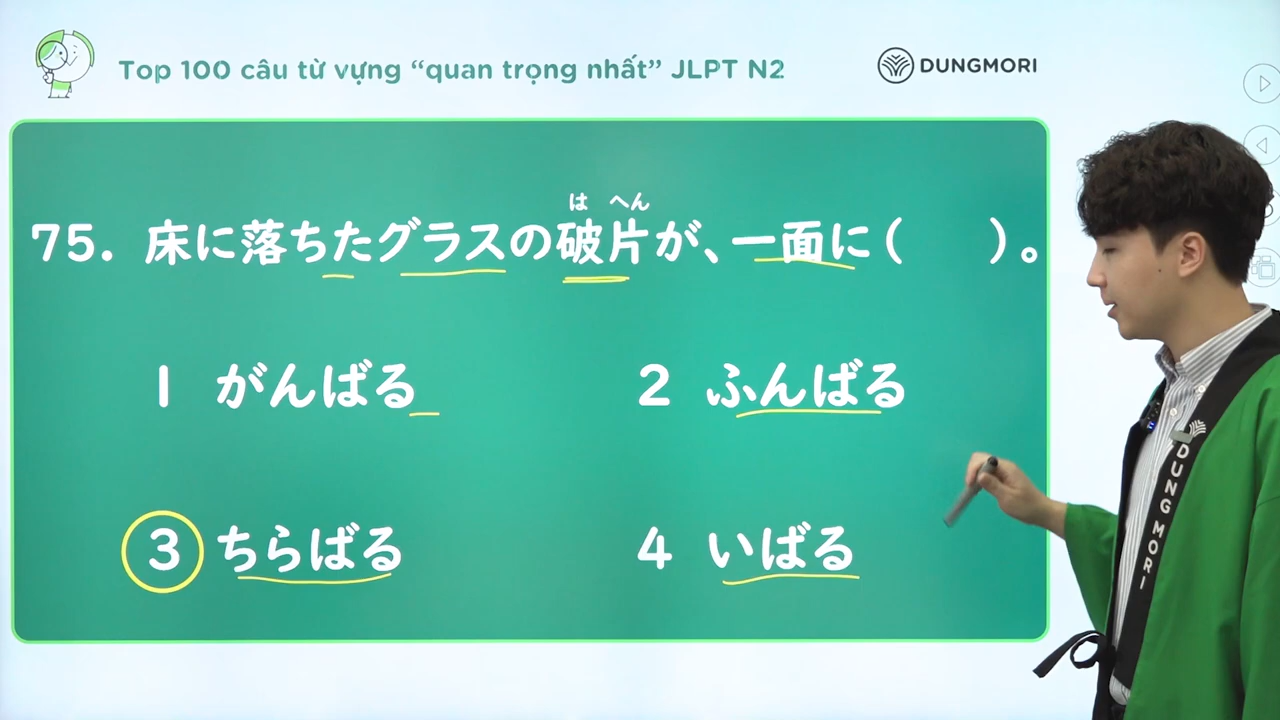 Top 100 câu từ vựng “quan trọng nhất” JLPT N2
DUNGMORI
は へん
75. 床に落ちたグラスの破片が、一面に( )。
1 がんばる
2 ふんばる
3 ちらばる
4 いばる
DUNGMORI